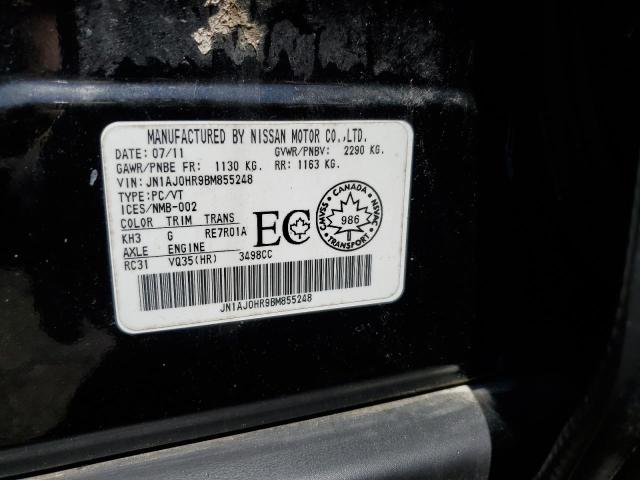 MANUFACTURED BY NISSAN MOTOR CO.,LTD.
DATE: 07/11 GVWR/PNBV: 2290 KG.
GAWR/PNBE FR: 1130 KG. RR: 1163 KG.
VIN: JN1AJ0HR9BM855248
TYPE: PC/VT
ICES/NMB-002
COLOR TRIM TRANS
KH3 G RE7R01A
AXLE ENGINE
RC31 VQ35(HR) 3498CC
EC
CANADA
CMVSS NSVAC
986
TRANSPORT
JN1AJ0HR9BM855248